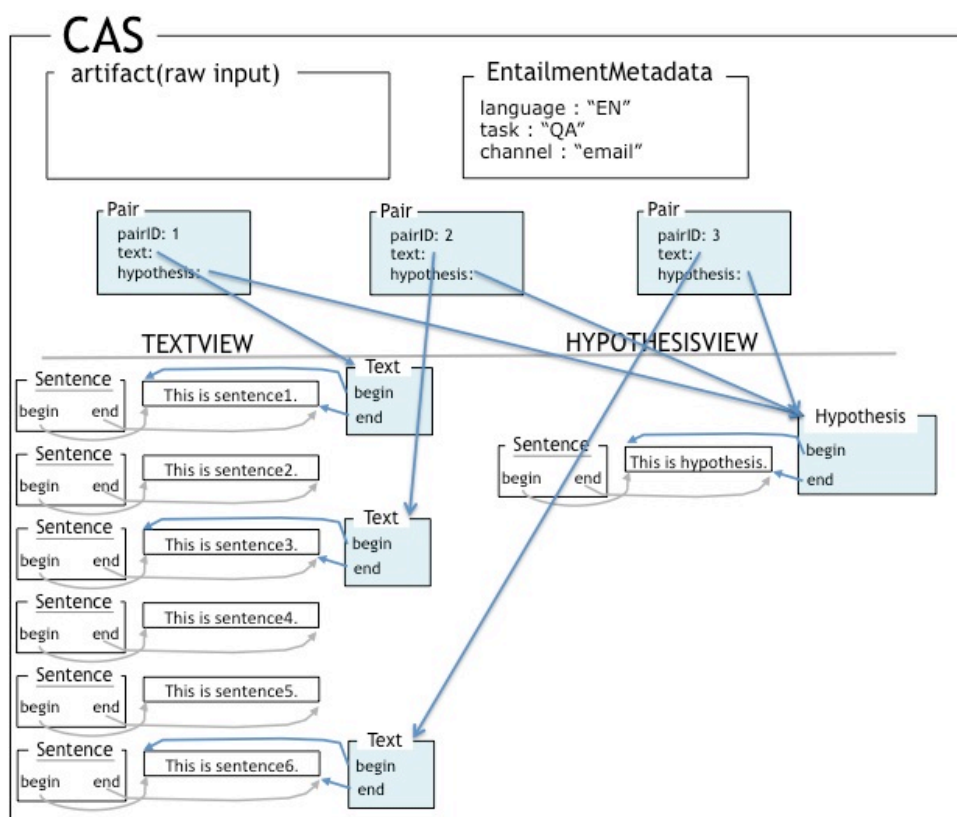 CAS
artifact(raw input)
EntailmentMetadata
language : “EN”
task : “QA”
channel : “email”
Pair
pairID: 1
text:
hypothesis:
Pair
pairID: 2
text:
hypothesis:
Pair
pairID: 3
text:
hypothesis:
TEXTVIEW
HYPOTHESISVIEW
Sentence
begin end
This is sentence1.
Text
begin
end
Sentence
begin end
This is sentence2.
Sentence
begin end
This is sentence3.
Text
begin
end
Sentence
begin end
This is sentence4.
Sentence
begin end
This is sentence5.
Sentence
begin end
This is sentence6.
Text
begin
end
Sentence
begin end
This is hypothesis.
Hypothesis
begin
end